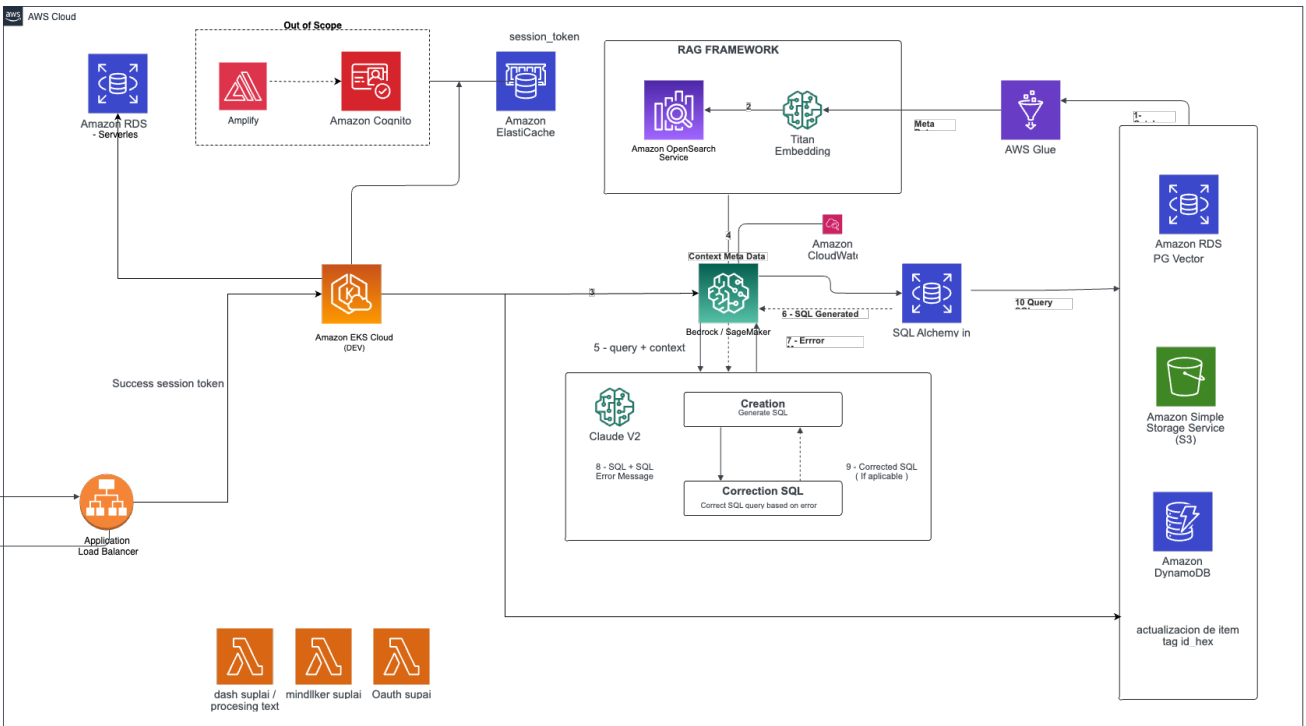 aws
AWS Cloud
Out of Scope
Amplify
Amazon Cognito
session_token
Amazon
ElastiCache
Amazon RDS
- Serverles
RAG FRAMEWORK
Amazon OpenSearch
Service
2
Titan
Embedding
Meta
AWS Glue
1-
Amazon RDS
PG Vector
4
Amazon
Context Meta Data
Bedrock / SageMaker
3
Amazon EKS Cloud
(DEV)
6 - SQL Generated
7 - Errror
SQL Alchemy in
10 Query
5 - query + context
Success session token
Claude V2
Creation
Generate SQL
8 - SQL + SQL
Error Message
9 - Corrected SQL
( If aplicable )
Correction SQL
Correct SQL query based on error
Amazon Simple
Storage Service
(S3)
Amazon
DynamoDB
actualizacion de item
tag id_hex
Application
Load Balancer
dash suplai /
procesing text
mindllker suplai
Oauth supai